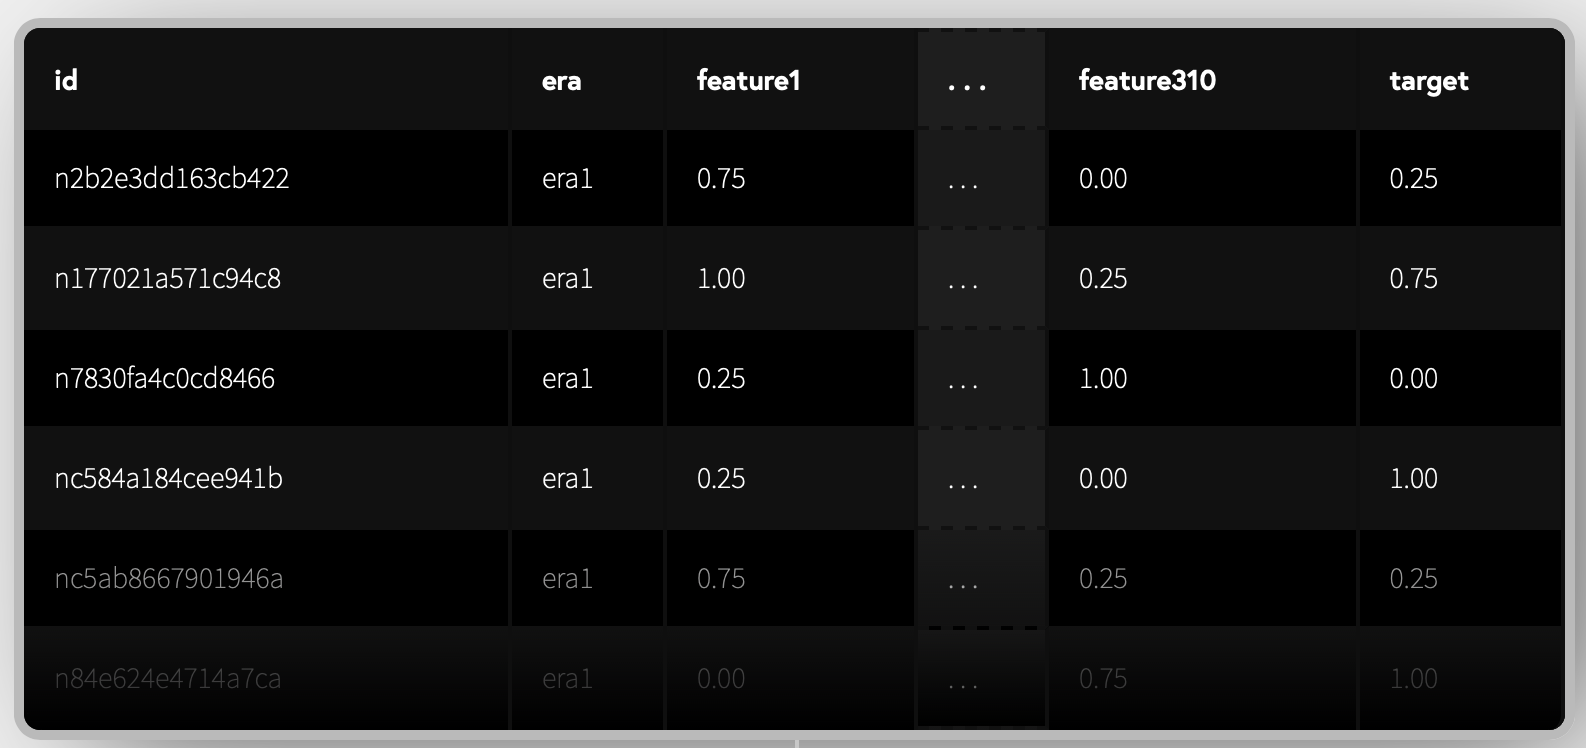 id era feature1 ... feature310 target
n2b2e3dd163cb422 era1 0.75 ... 0.00 0.25
n177021a571c94c8 era1 1.00 ... 0.25 0.75
n7830fa4c0cd8466 era1 0.25 ... 1.00 0.00
nc584a184cee941b era1 0.25 ... 0.00 1.00
nc5ab8667901946a era1 0.75 ... 0.25 0.25
n84e624e4714a7ca era1 0.00 ... 0.75 1.00